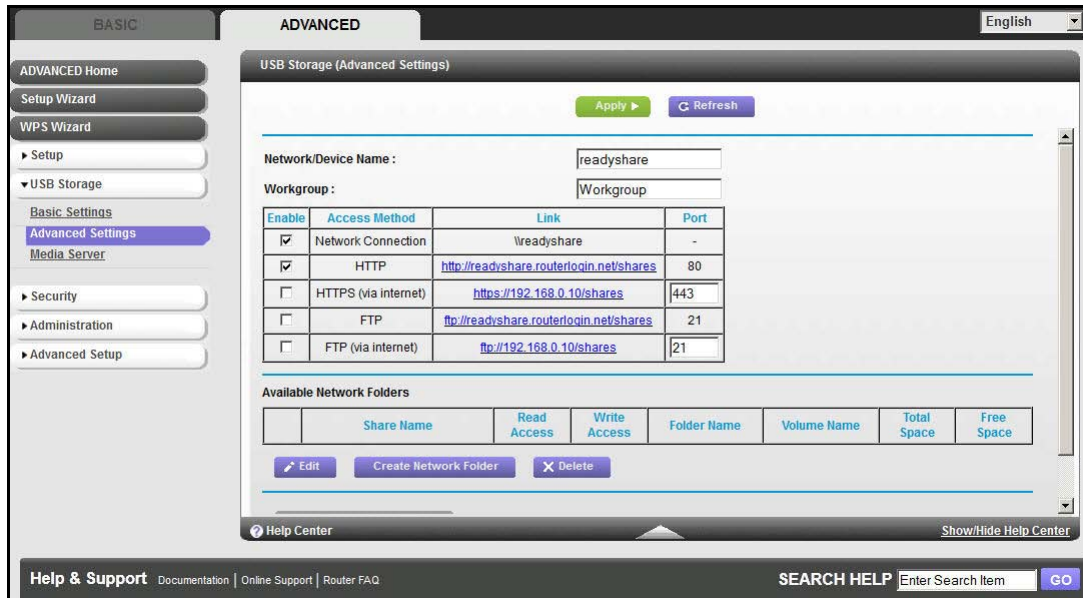 BASIC
ADVANCED
English
ADVANCED Home
Setup Wizard
WPS Wizard
Setup
USB Storage
Basic Settings
Advanced Settings
Media Server
Security
Administration
Advanced Setup
USB Storage (Advanced Settings)
Apply
Refresh
Network/Device Name : readyshare
Workgroup : Workgroup
Enable Access Method Link Port
Network Connection \\readyshare -
HTTP http://readyshare.routerlogin.net/shares 80
HTTPS (via internet) https://192.168.0.10/shares 443
FTP ftp://readyshare.routerlogin.net/shares 21
FTP (via internet) ftp://192.168.0.10/shares 21
Available Network Folders
Share Name Read Access Write Access Folder Name Volume Name Total Space Free Space
Edit Create Network Folder X Delete
? Help Center Show/Hide Help Center
Help & Support Documentation | Online Support | Router FAQ SEARCH HELP Enter Search Item GO